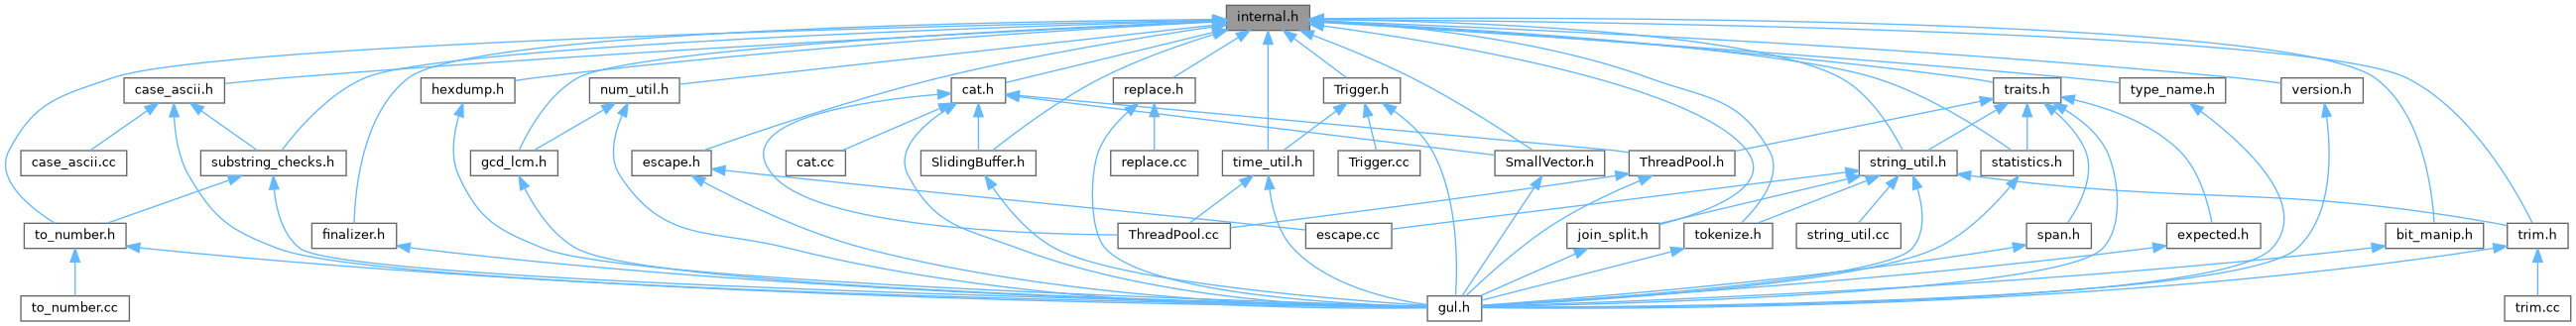 internal.h
case_ascii.h
hexdump.h
num_util.h
cat.h
replace.h
Trigger.h
traits.h
type_name.h
version.h
case_ascii.cc
substring_checks.h
gcd_lcm.h
escape.h
cat.cc
SlidingBuffer.h
replace.cc
time_util.h
Trigger.cc
SmallVector.h
ThreadPool.h
string_util.h
statistics.h
to_number.h
finalizer.h
ThreadPool.cc
escape.cc
join_split.h
tokenize.h
string_util.cc
span.h
expected.h
bit_manip.h
trim.h
to_number.cc
gul.h
trim.cc